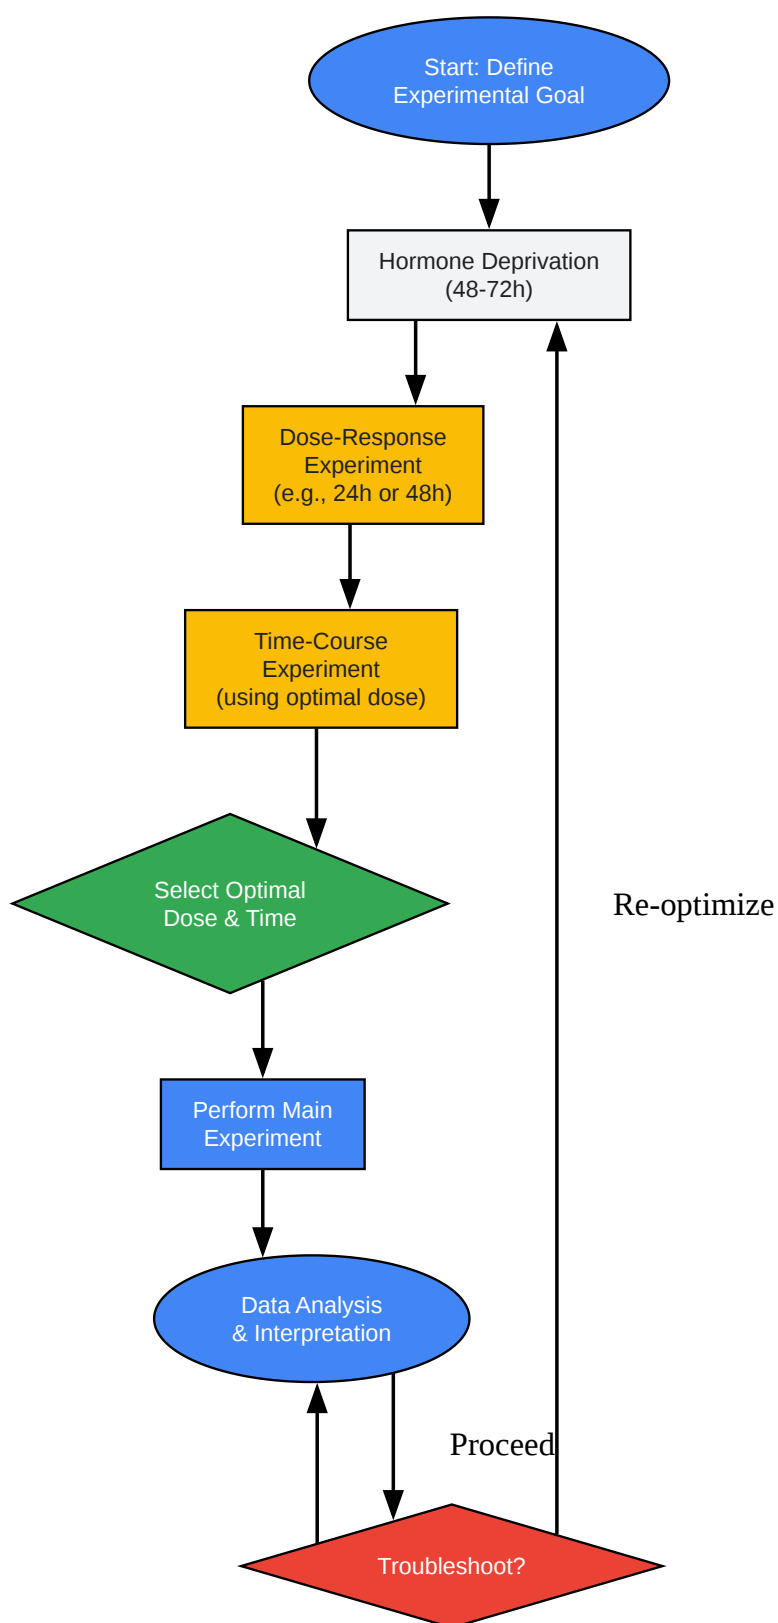 Start: Define
Experimental Goal
Hormone Deprivation
(48-72h)
Dose-Response
Experiment
(e.g., 24h or 48h)
Time-Course
Experiment
(using optimal dose)
Select Optimal
Dose & Time
Re-optimize
Perform Main
Experiment
Data Analysis
& Interpretation
Proceed
Troubleshoot?